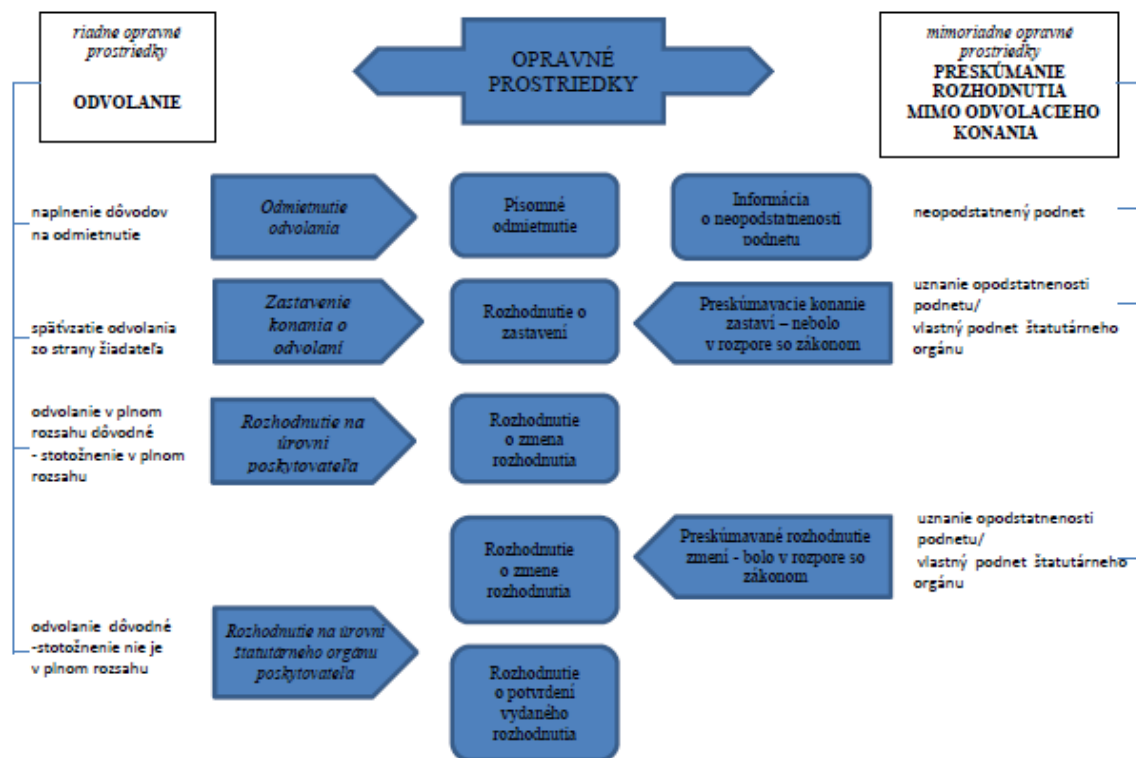 riadne opravné
prostriedky
ODVOLANIE
OPRAVNÉ
PROSTRIEDKY
mimoriadne opravné
prostriedky
PRESKÚMANIE
ROZHODNUTIA
MIMO ODVOLACIEHO
KONANIA
naplnenie dôvodov
na odmietnutie
Odmietnutie
odvolania
Písomné
odmietnutie
Informácia
o neopodstatnenosti
podnetu
neopodstatnený podnet
späťvzatie odvolania
zo strany žiadateľa
Zastavenie
konania o
odvolaní
Rozhodnutie o
zastavení
Preskúmavacie konanie
zastaví – nebolo
v rozpore so zákonom
uznanie opodstatnenosti
podnetu/
vlastný podnet štatutárneho
orgánu
odvolanie v plnom
rozsahu dôvodné
- stotožnenie v plnom
rozsahu
Rozhodnutie na
úrovni
poskytovateľa
Rozhodnutie
o zmena
rozhodnutia
Rozhodnutie
o zmene
rozhodnutia
Preskúmavané rozhodnutie
zmení - bolo v rozpore so
zákonom
uznanie opodstatnenosti
podnetu/
vlastný podnet štatutárneho
orgánu
odvolanie dôvodné
-stotožnenie nie je
v plnom rozsahu
Rozhodnutie na úrovni
štatutárneho orgánu
poskytovateľa
Rozhodnutie
o potvrdení
vydaného
rozhodnutia